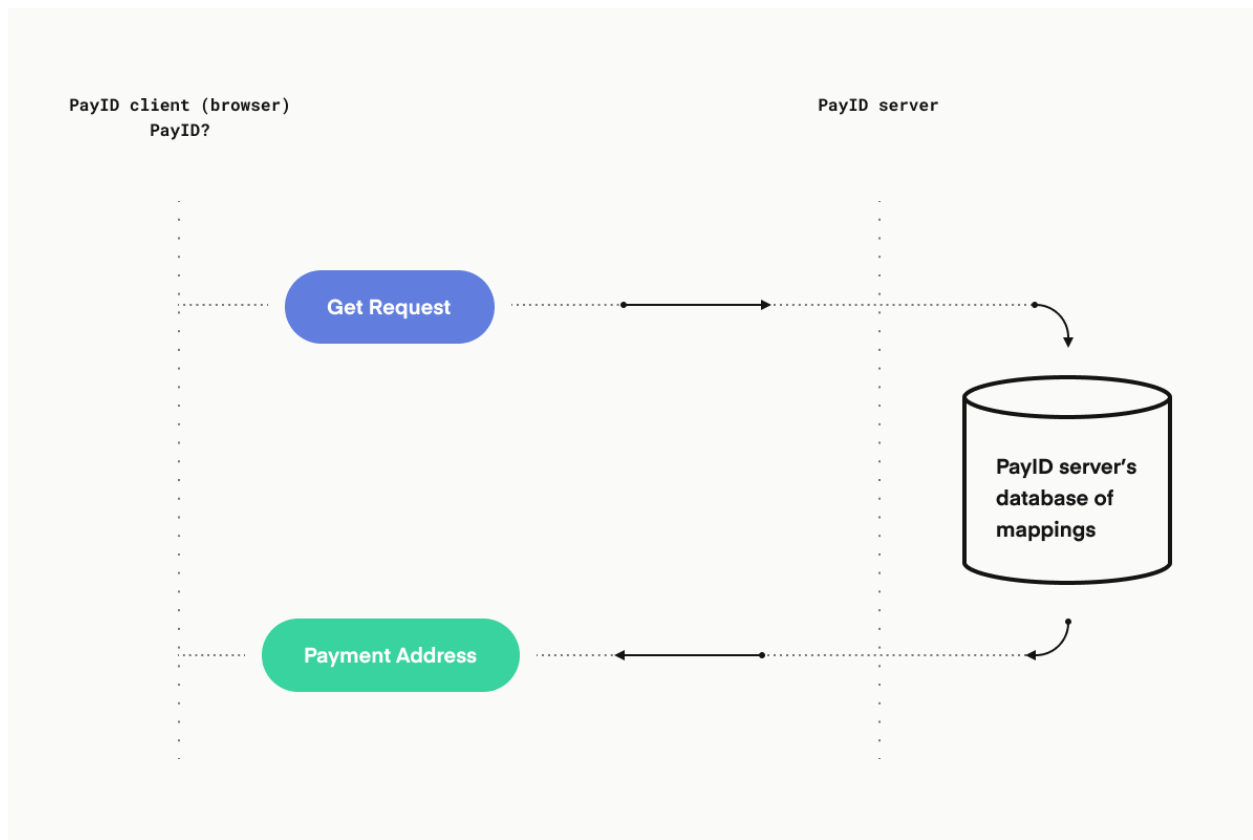 PayID client (browser)
PayID?
PayID server
Get Request
PayID server’s
database of
mappings
Payment Address